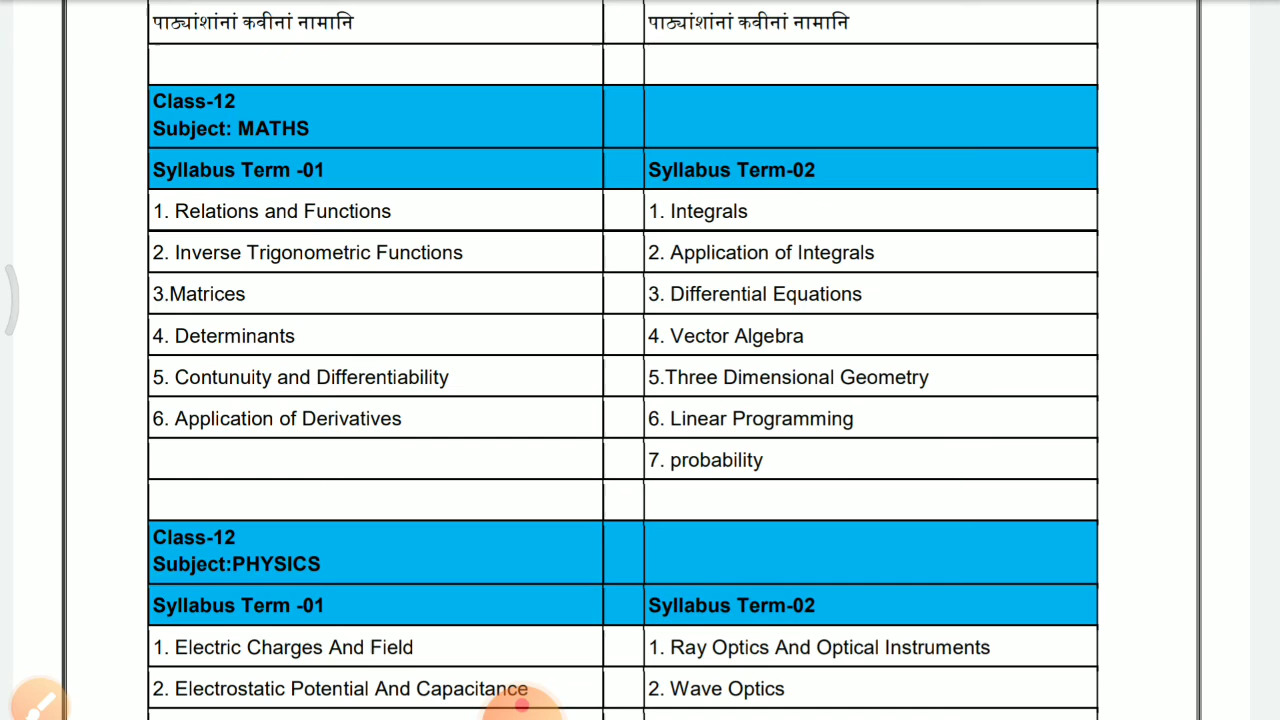 पाठ्यांशांनां कवीनां नामानि पाठ्यांशांनां कवीनां नामानि
Class-12
Subject: MATHS
Syllabus Term -01 Syllabus Term-02
1. Relations and Functions 1. Integrals
2. Inverse Trigonometric Functions 2. Application of Integrals
3.Matrices 3. Differential Equations
4. Determinants 4. Vector Algebra
5. Contunuity and Differentiability 5.Three Dimensional Geometry
6. Application of Derivatives 6. Linear Programming
7. probability
Class-12
Subject:PHYSICS
Syllabus Term -01 Syllabus Term-02
1. Electric Charges And Field 1. Ray Optics And Optical Instruments
2. Electrostatic Potential And Capacitance 2. Wave Optics